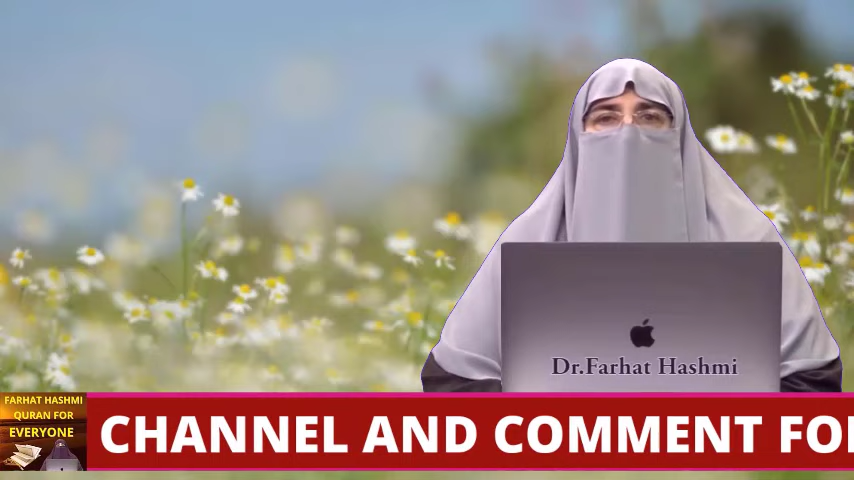 Dr.Farhat Hashmi
FARHAT HASHMI
QURAN FOR
EVERYONE
CHANNEL AND COMMENT FO